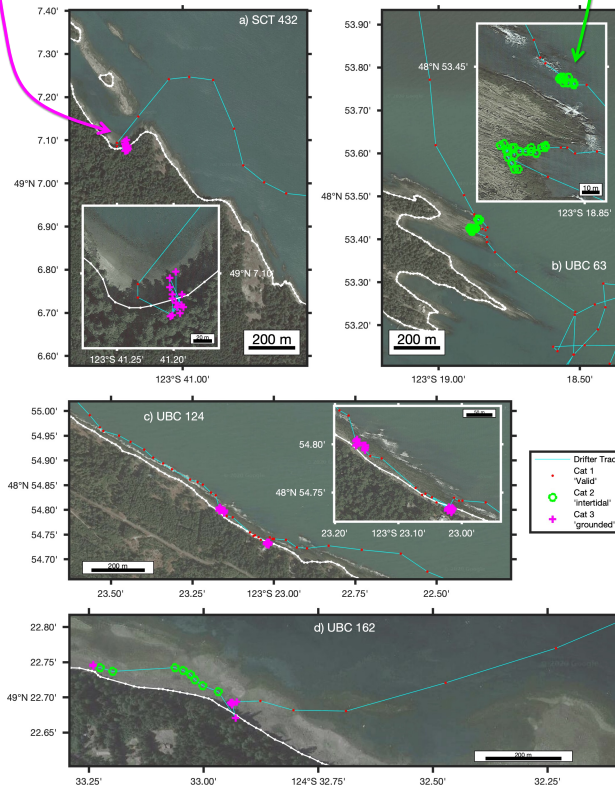 a) SCT 432
7.40'
7.30'
7.20'
7.10'
49°N 7.00'
6.90'
6.80'
6.70'
6.60'
49°N 7.10'
123°S 41.25'
41.20'
200 m
123°S 41.00'
53.90'
53.80'
53.70'
53.60'
48°N 53.50'
53.40'
53.30'
53.20'
48°N 53.45'
10 m
123°S 18.85'
b) UBC 63
200 m
123°S 19.00'
18.50'
c) UBC 124
55.00'
54.95'
54.90'
54.85'
48°N 54.80'
54.75'
54.70'
54.80'
48°N 54.75'
50 m
23.20'
123°S 23.10'
23.00'
200 m
23.50'
23.25'
123°S 23.00'
22.75'
22.50'
Drifter Trac
Cat 1
'Valid'
Cat 2
'intertidal'
Cat 3
'grounded'
d) UBC 162
22.80'
22.75'
49°N 22.70'
22.65'
200 m
33.25'
33.00'
124°S 32.75'
32.50'
32.25'